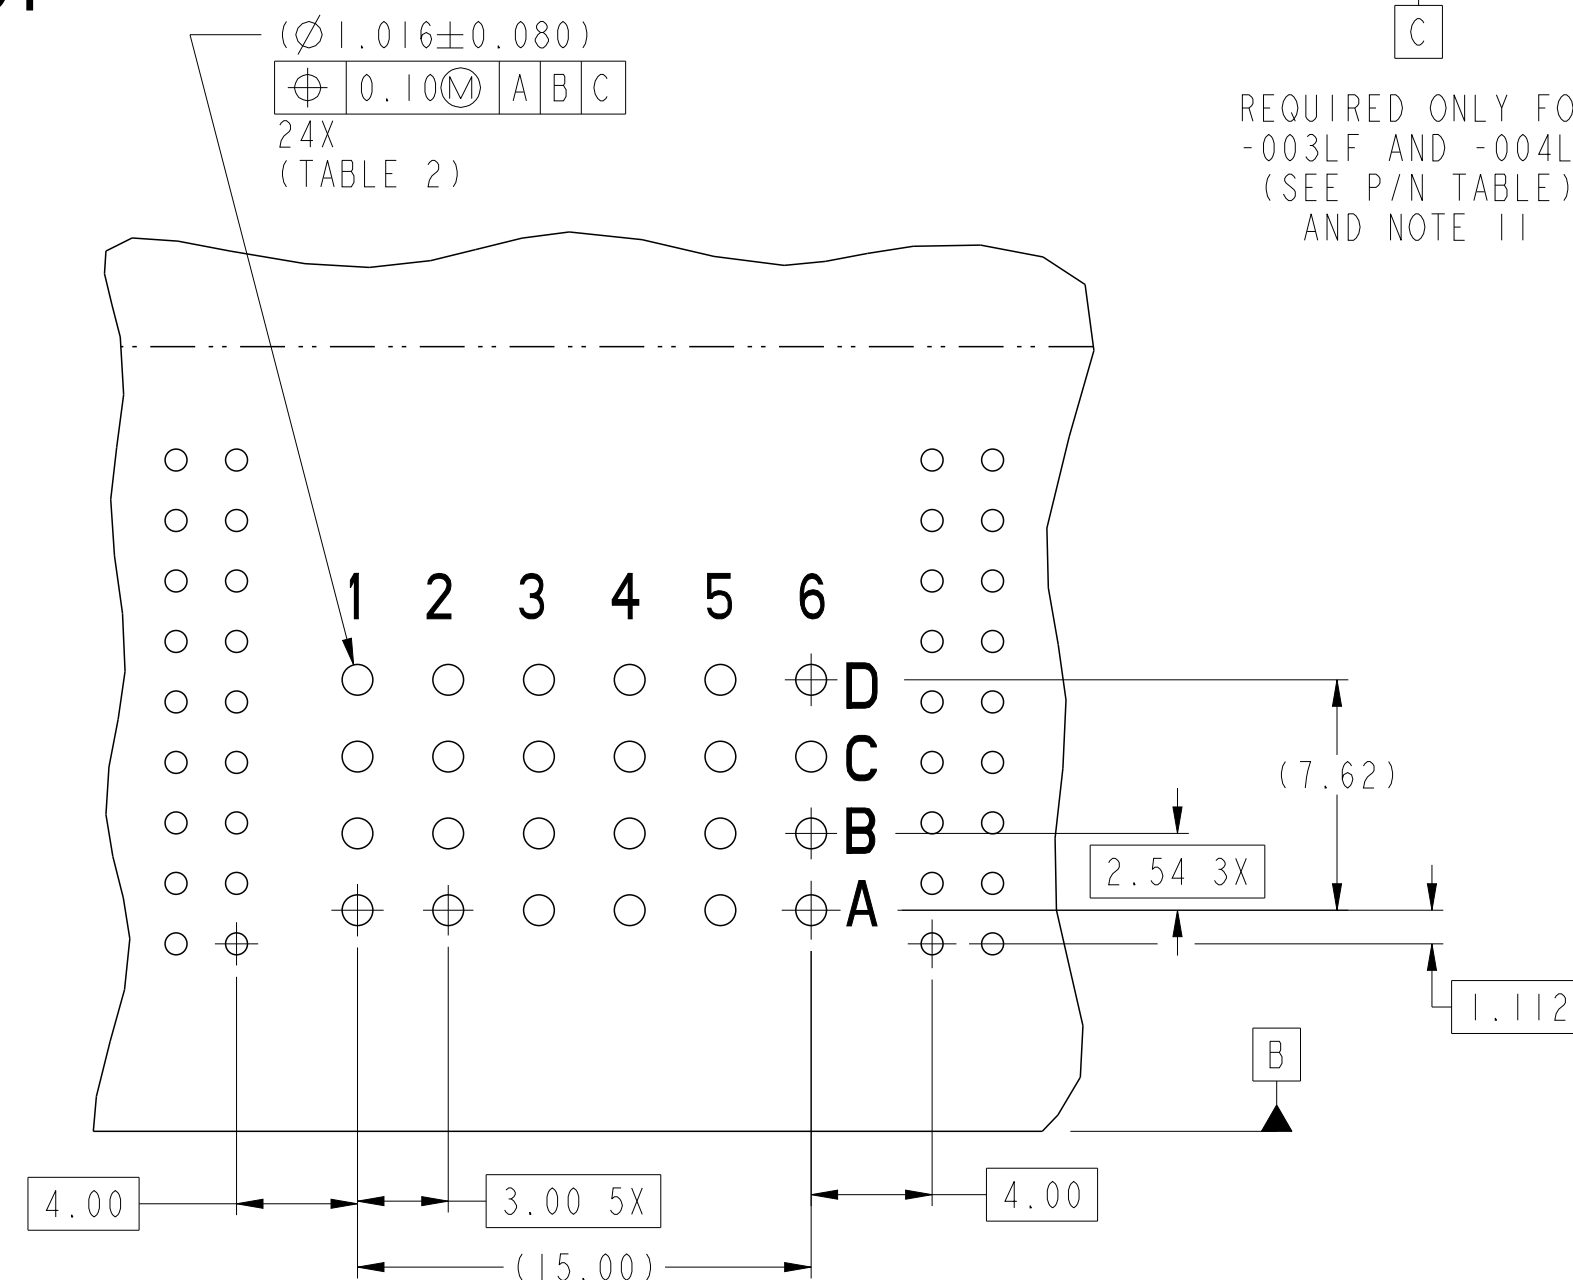 (⌀1.016±0.080)
⌖ 0.10Ⓜ A B C
24X
(TABLE 2)
C
REQUIRED ONLY FO
-003LF AND -004L
(SEE P/N TABLE)
AND NOTE 11
1 2 3 4 5 6
D
C
(7.62)
B
2.54 3X
A
1.112
B
4.00
3.00 5X
4.00
(15.00)